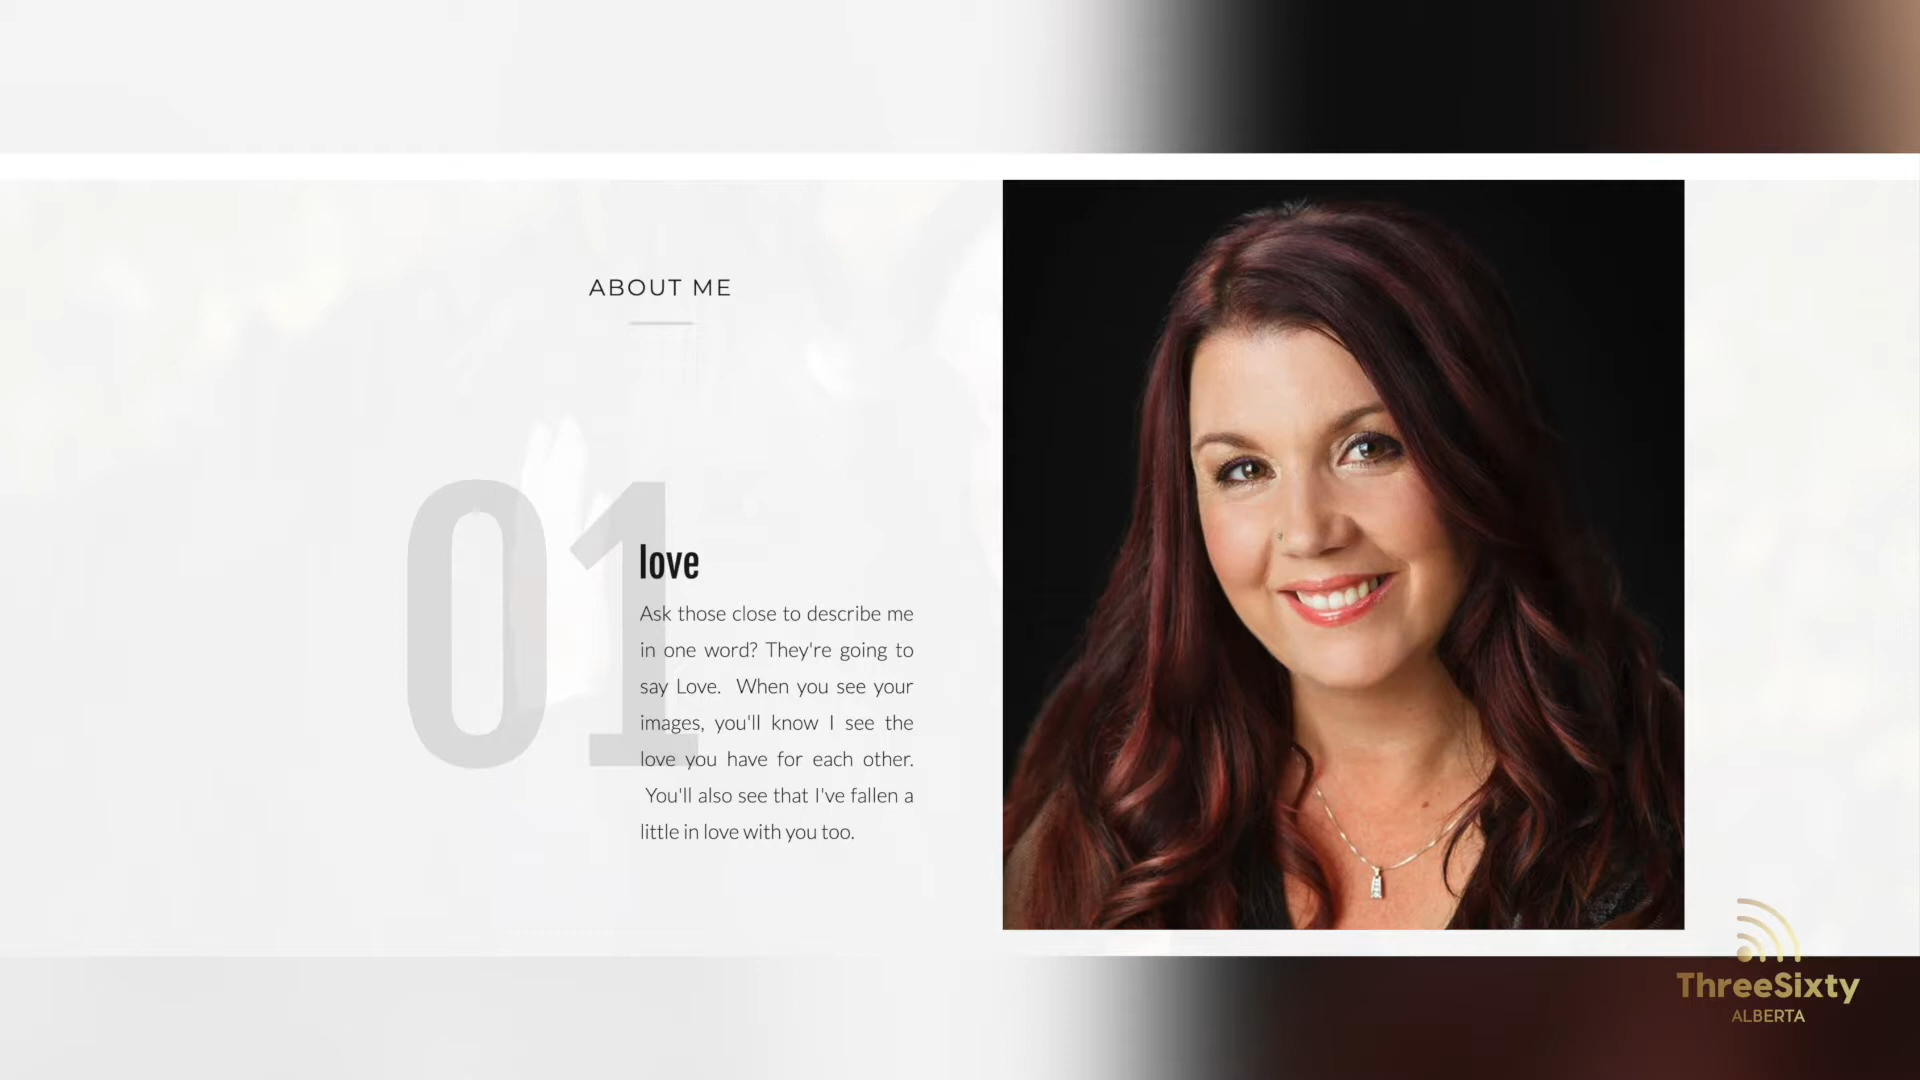 ABOUT ME
01
love
Ask those close to describe me
in one word? They're going to
say Love.  When you see your
images, you'll know I see the
love you have for each other.
You'll also see that I've fallen a
little in love with you too.
ThreeSixty
ALBERTA